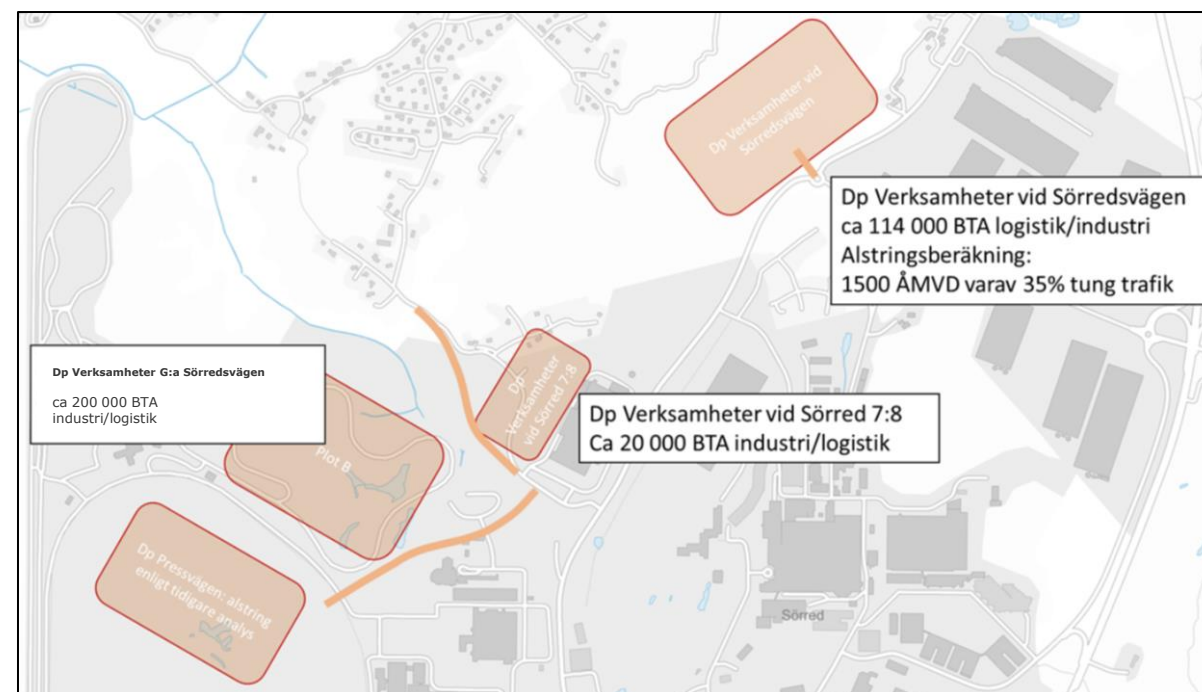 Dp Verksamheter vid
Sörredsvägen
Dp Verksamheter vid Sörredsvägen
ca 114 000 BTA logistik/industri
Alstringsberäkning:
1500 ÅMVD varav 35% tung trafik
Dp Verksamheter G:a Sörredsvägen
ca 200 000 BTA
industri/logistik
Dp
Verksamheter
vid Sörred 7:8
Dp Verksamheter vid Sörred 7:8
Ca 20 000 BTA industri/logistik
Plot B
Dp Pressvägen: alstring
enligt tidigare analys
Sörred